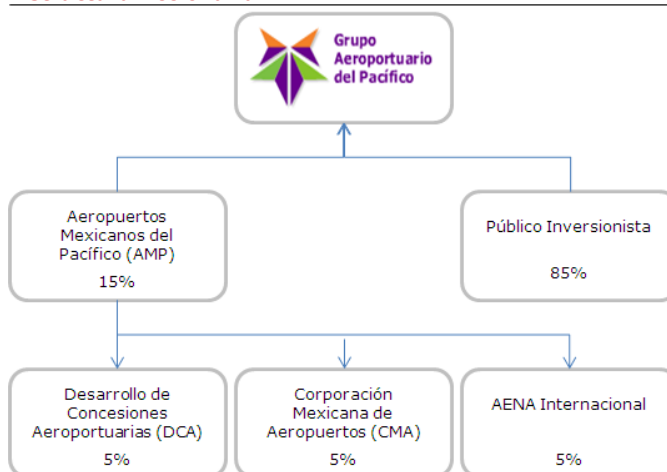 Grupo
Aeroportuario
del Pacífico
Aeropuertos
Mexicanos del
Pacífico (AMP)
15%
Público Inversionista
85%
Desarrollo de
Concesiones
Aeroportuarias (DCA)
5%
Corporación
Mexicana de
Aeropuertos (CMA)
5%
AENA Internacional
5%